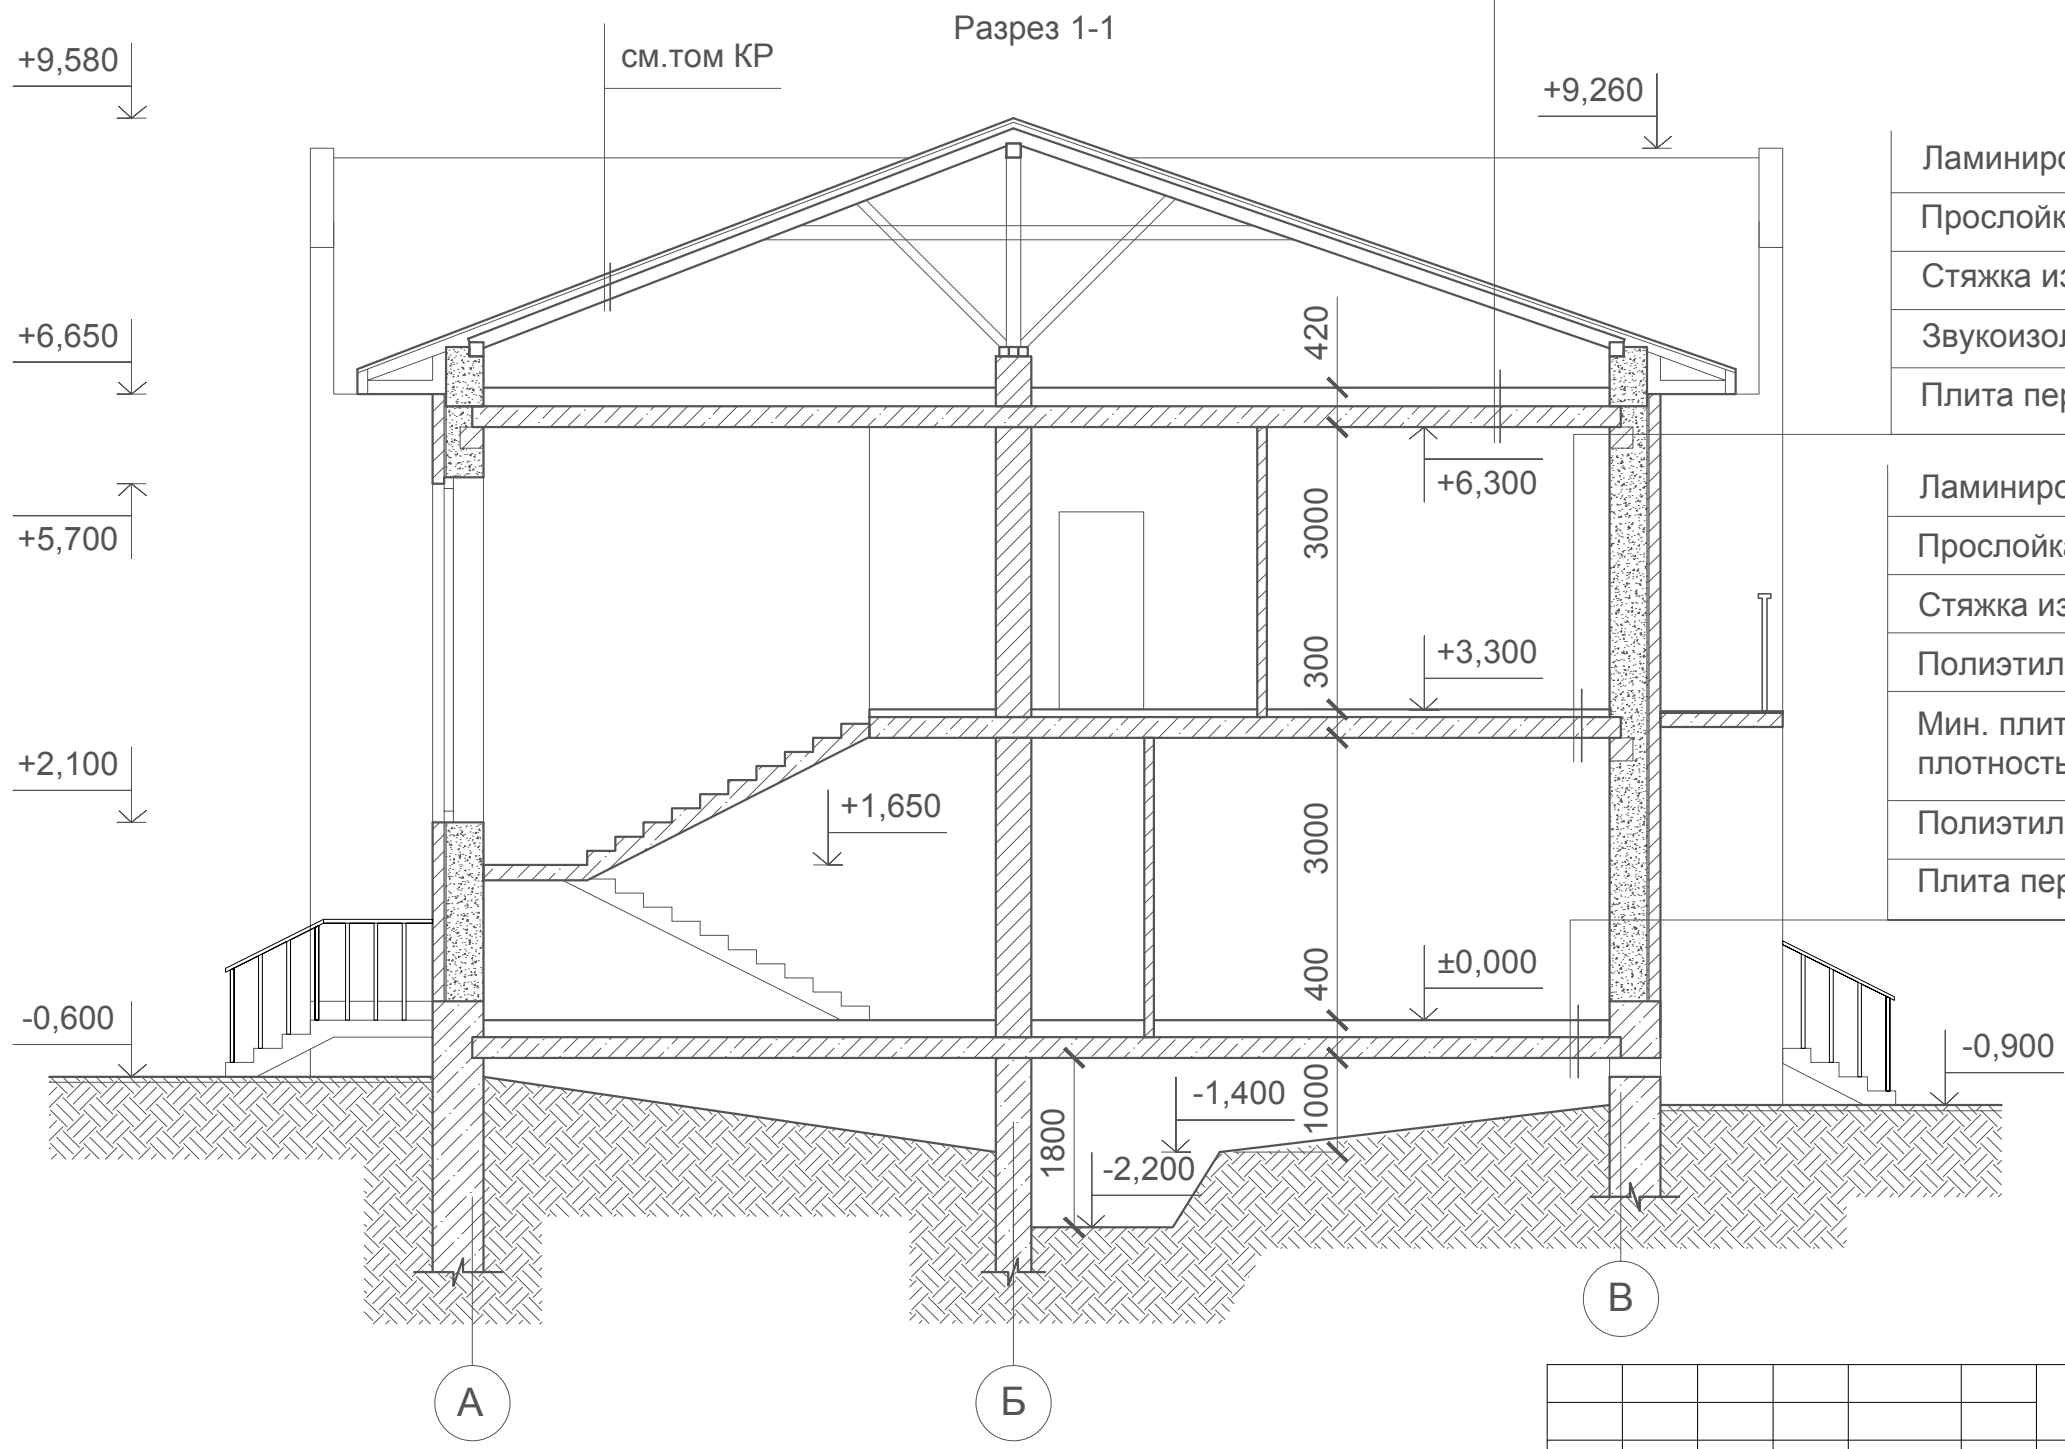 Разрез 1-1
см.том КР
+9,580
+9,260
+6,650
+5,700
+2,100
-0,600
420
3000
300
3000
400
1000
1800
+6,300
+3,300
+1,650
±0,000
-1,400
-2,200
-0,900
Ламиниро
Прослойк
Стяжка из
Звукоизол
Плита пер
Ламиниро
Прослойка
Стяжка из
Полиэтил
Мин. плит
плотность
Полиэтил
Плита пер
А
Б
В